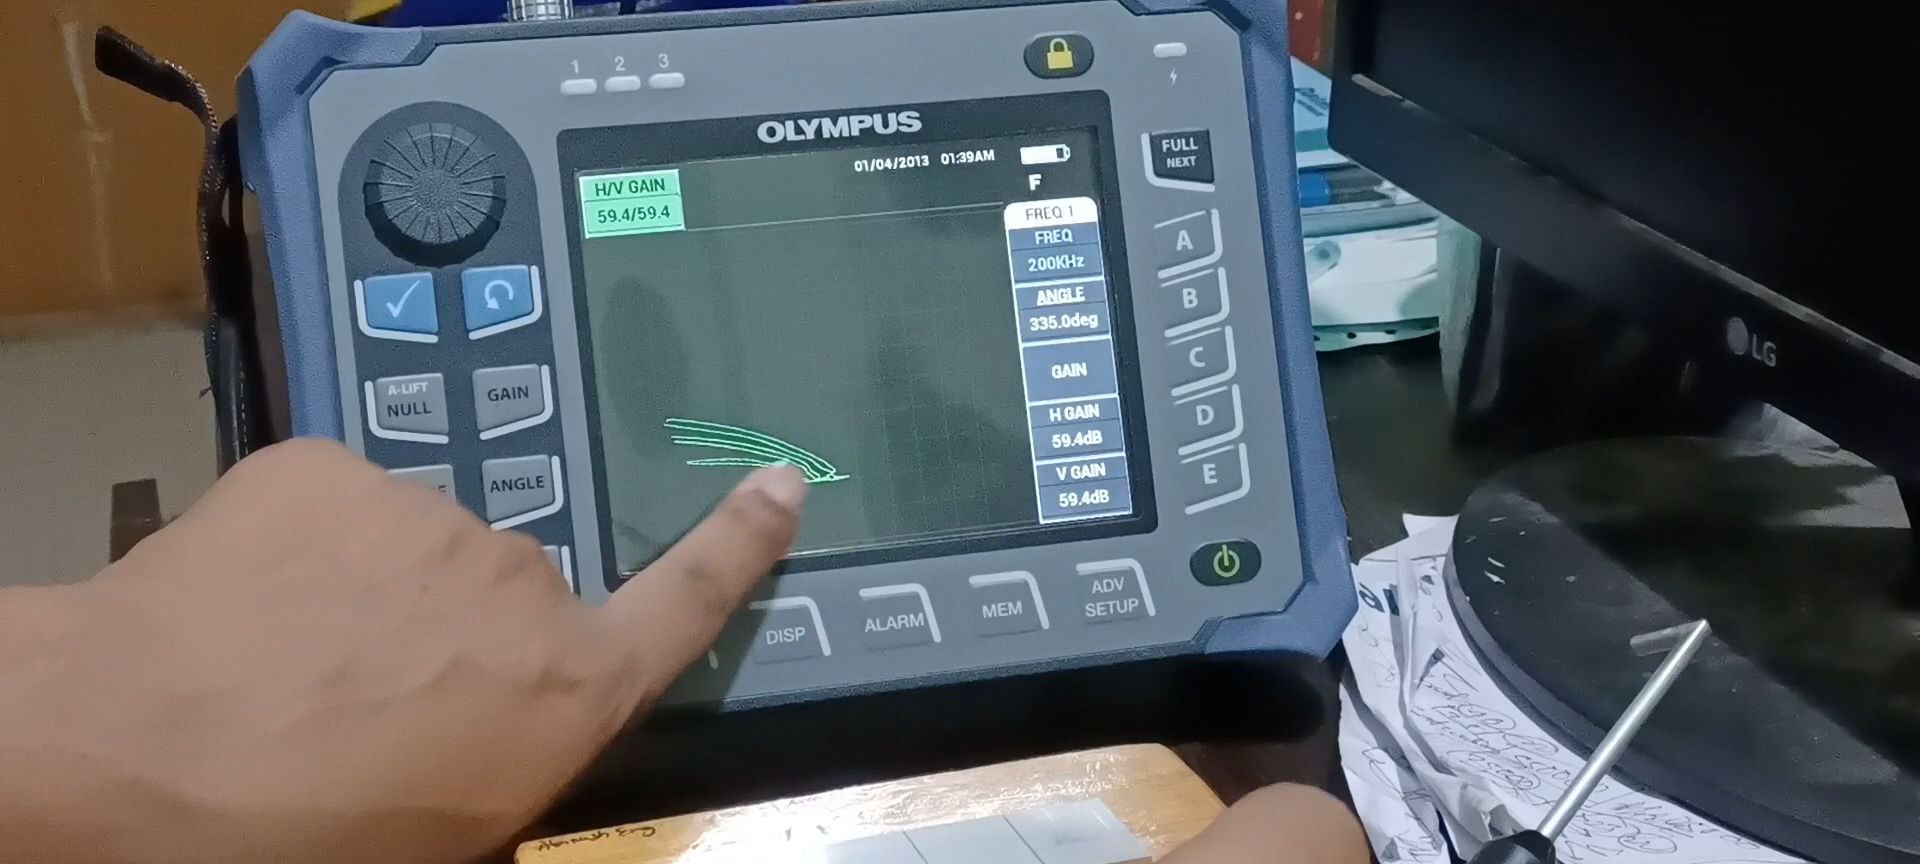 1 2 3
OLYMPUS
01/04/2013 01:39AM
H/V GAIN
59.4/59.4
F
FREQ 1
FREQ
200KHz
ANGLE
335.0deg
GAIN
H GAIN
59.4dB
V GAIN
59.4dB
FULL
NEXT
A
B
C
D
E
A-LIFT
NULL
GAIN
ANGLE
DISP
ALARM
MEM
ADV
SETUP
LG